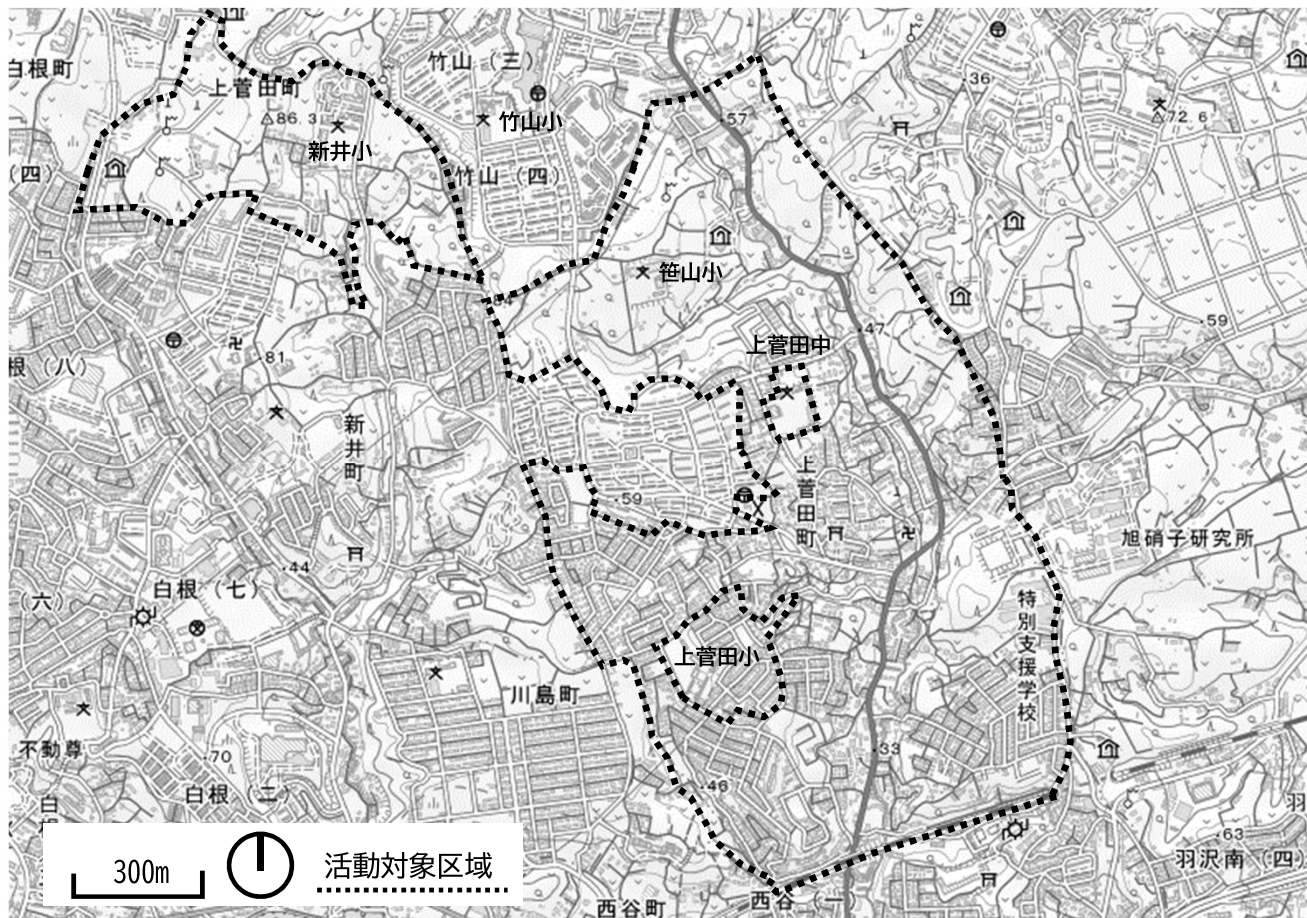 白根町
上菅田町
竹山（三）
36
86.3
竹山小
57
72.6
新井小
（四）
竹山（四）
笹山小
47
59
上菅田中
根（八）
81
新井町
上菅田町
59
旭硝子研究所
44
白根（七）
（六）
特別支援学校
上菅田小
川島町
不動尊
70
33
46
白根（二）
白
羽
63
羽沢南（四）
300m
活動対象区域
西谷町
西谷（一）